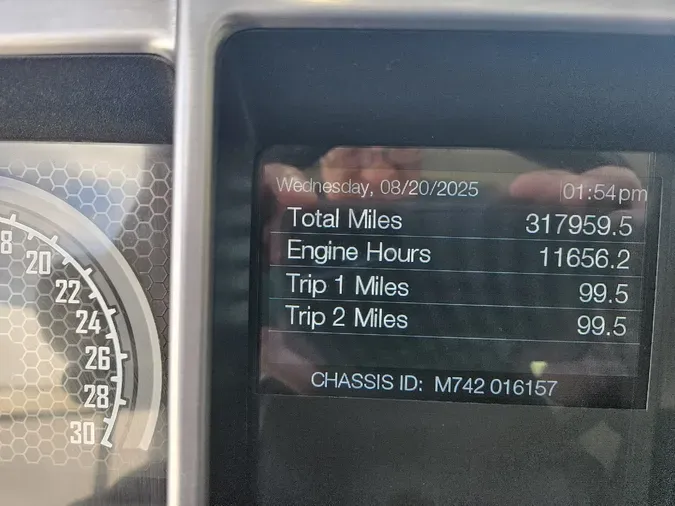 Wednesday, 08/20/2025 01:54pm
Total Miles 317959.5
Engine Hours 11656.2
Trip 1 Miles 99.5
Trip 2 Miles 99.5
CHASSIS ID: M742 016157
20
22
24
26
28
30